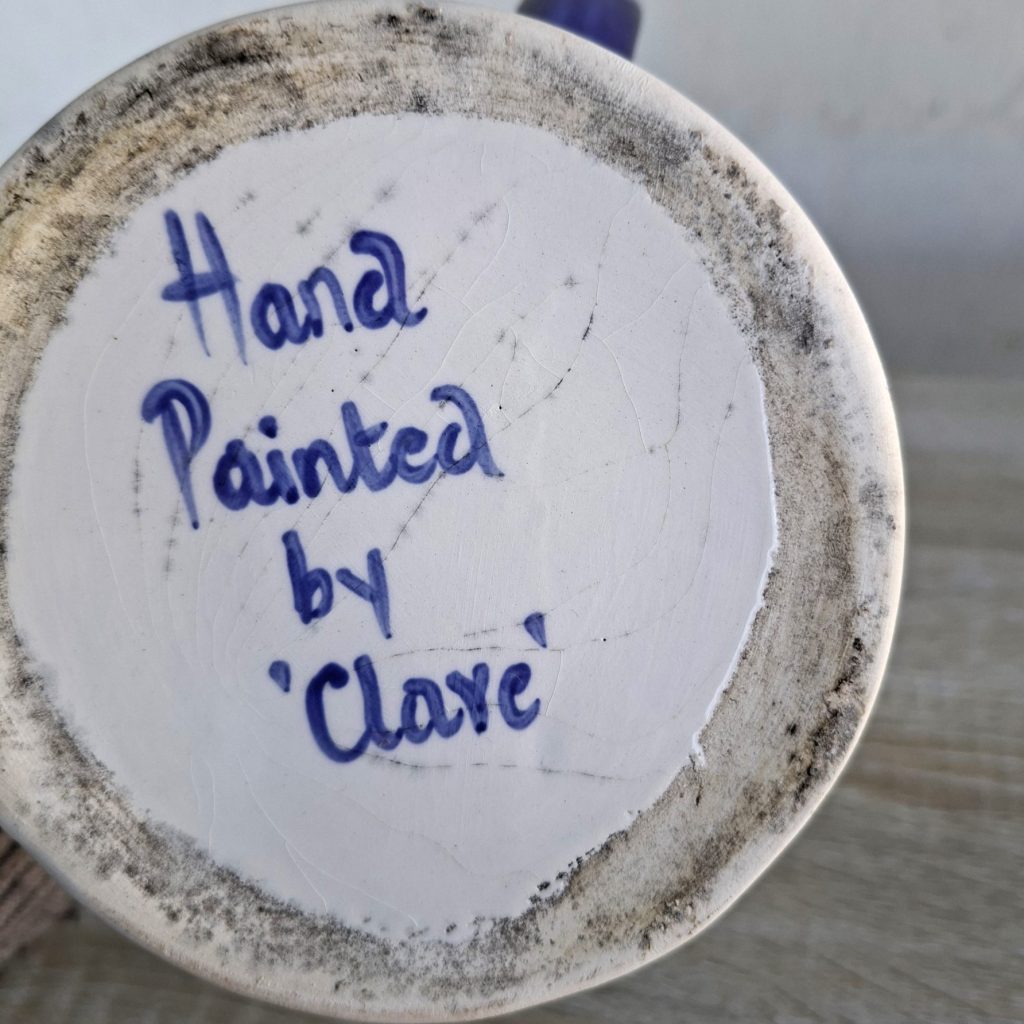 Hand
Painted
by
'Clare'